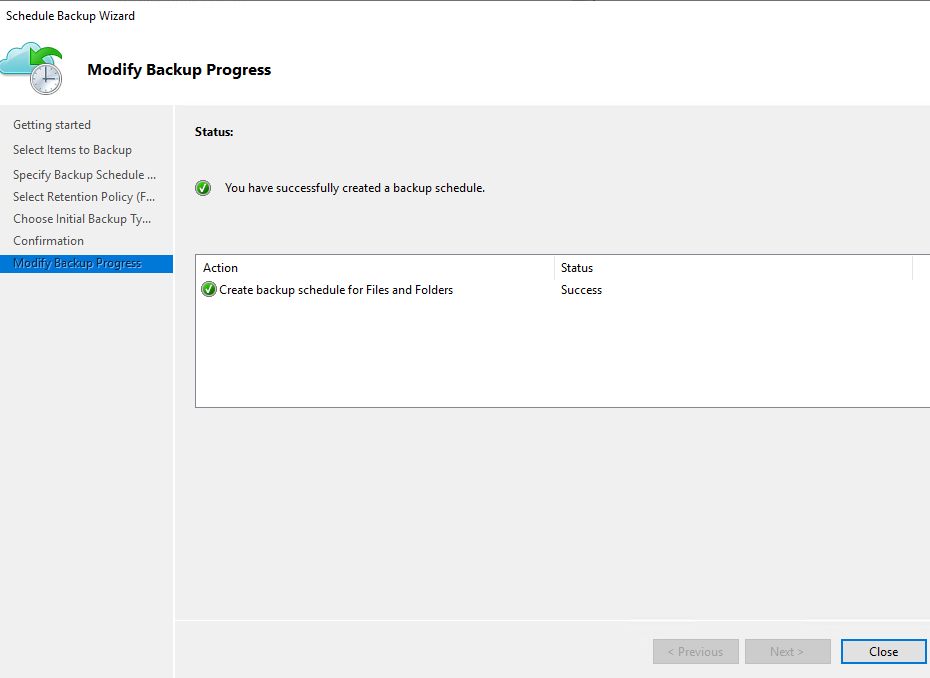 Schedule Backup Wizard
Modify Backup Progress
Getting started
Select Items to Backup
Specify Backup Schedule ...
Select Retention Policy (F...
Choose Initial Backup Ty...
Confirmation
Modify Backup Progress
Status:
You have successfully created a backup schedule.
Action Status
Create backup schedule for Files and Folders Success
< Previous Next > Close